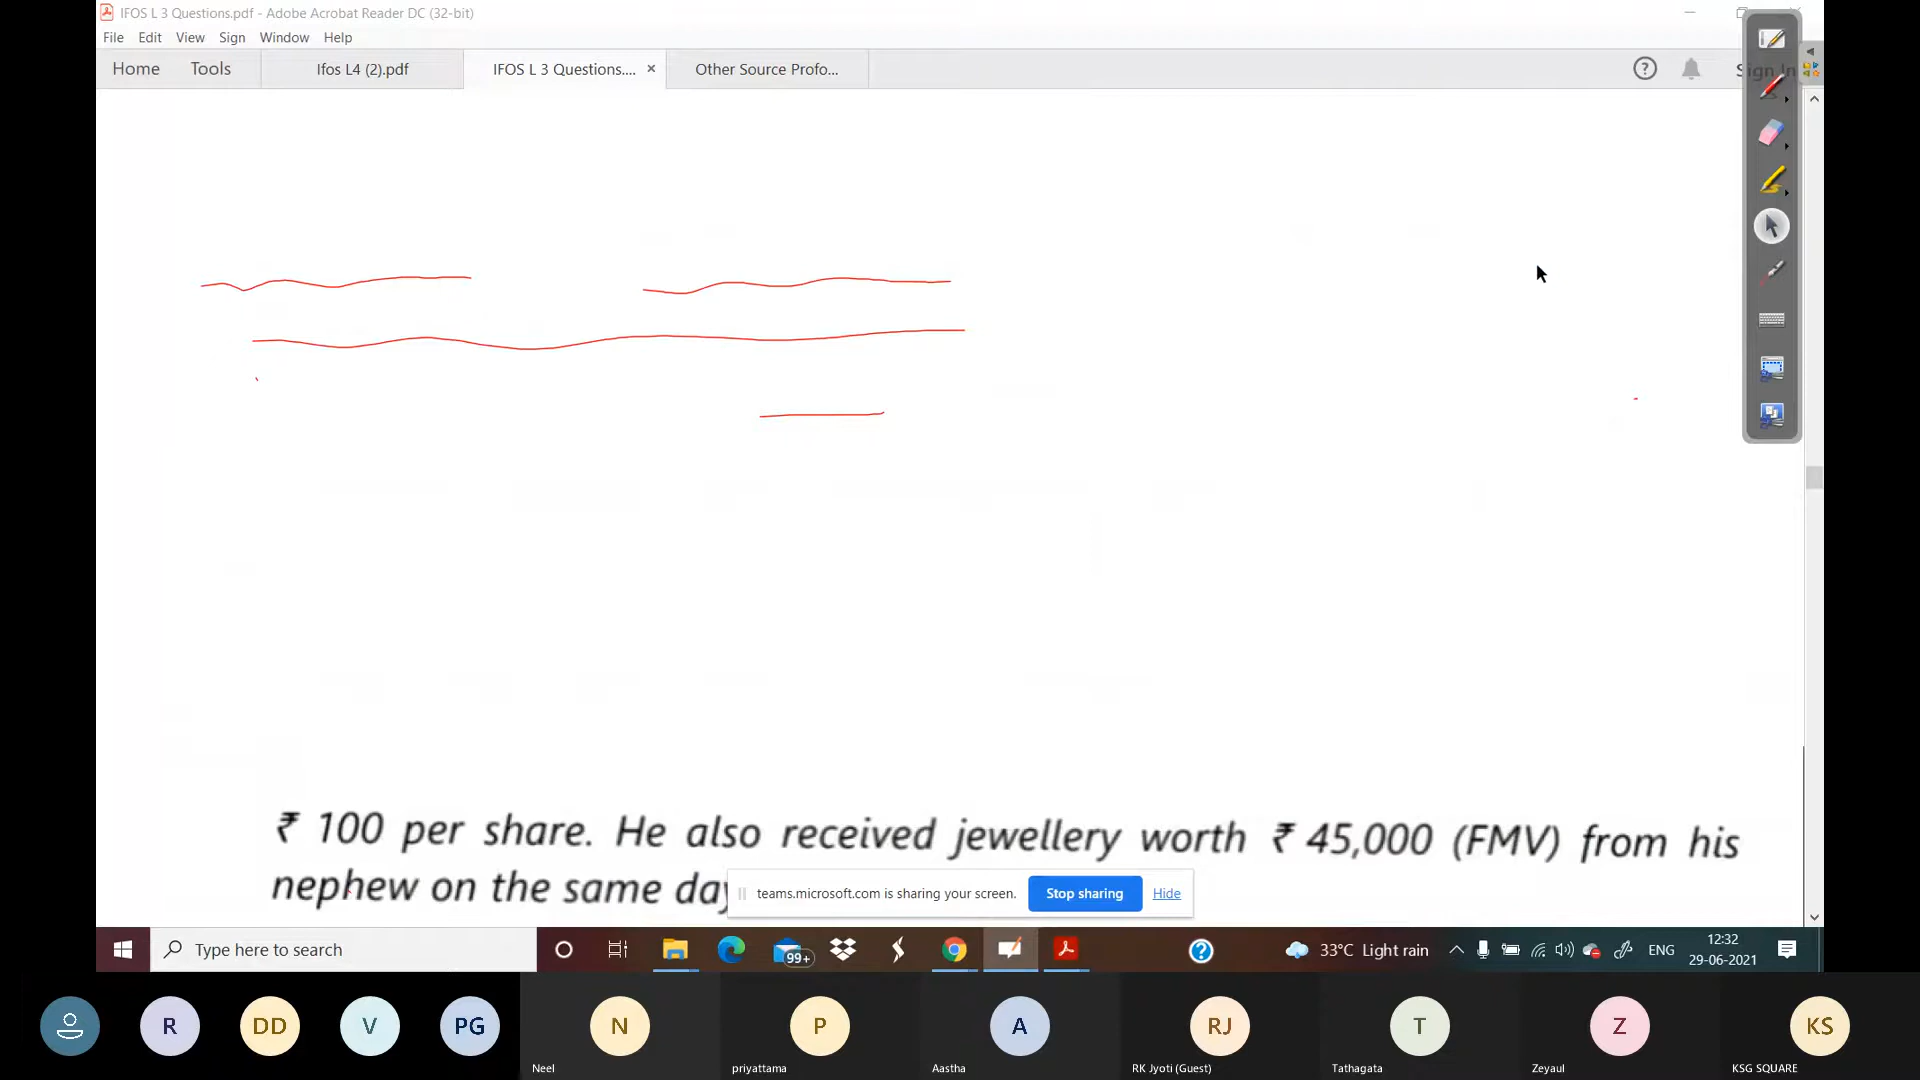 IFOS L 3 Questions.pdf - Adobe Acrobat Reader DC (32-bit)
File Edit View Sign Window Help
Home Tools Ifos L4 (2).pdf IFOS L 3 Questions.... × Other Source Profo... ? Sign In
₹ 100 per share. He also received jewellery worth ₹ 45,000 (FMV) from his
nephew on the same day
teams.microsoft.com is sharing your screen. Stop sharing Hide
Type here to search 99+ 33°C Light rain ENG 12:32
29-06-2021
R DD V PG N P A RJ T Z KS
Neel priyattama Aastha RK Jyoti (Guest) Tathagata Zeyaul KSG SQUARE